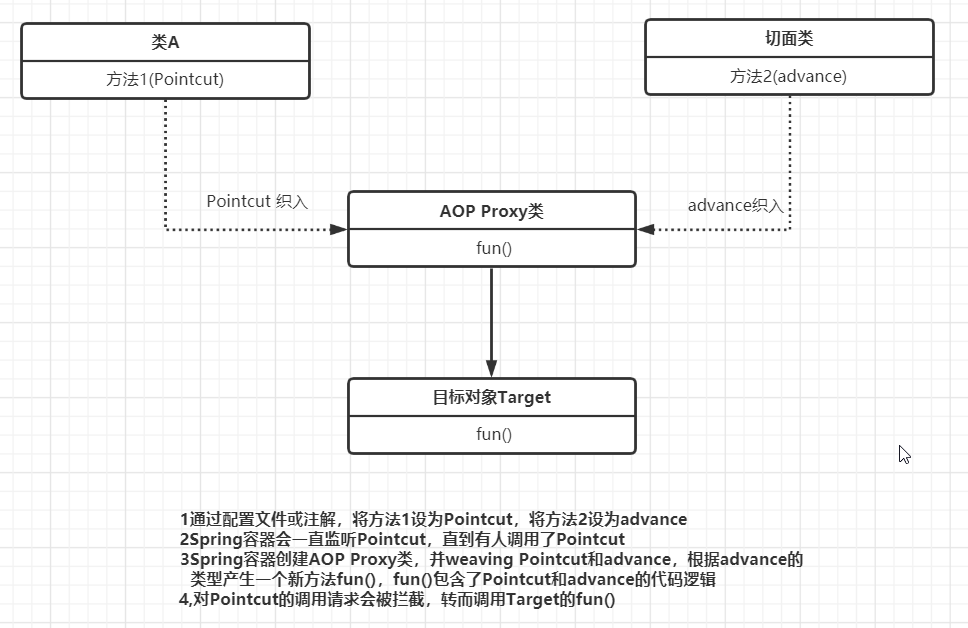 类A
切面类
方法1(Pointcut)
方法2(advance)
Pointcut 织入
advance织入
AOP Proxy类
fun()
目标对象Target
fun()
1通过配置文件或注解，将方法1设为Pointcut，将方法2设为advance
2Spring容器会一直监听Pointcut，直到有人调用了Pointcut
3Spring容器创建AOP Proxy类，并weaving Pointcut和advance，根据advance的
类型产生一个新方法fun()，fun()包含了Pointcut和advance的代码逻辑
4,对Pointcut的调用请求会被拦截，转而调用Target的fun()